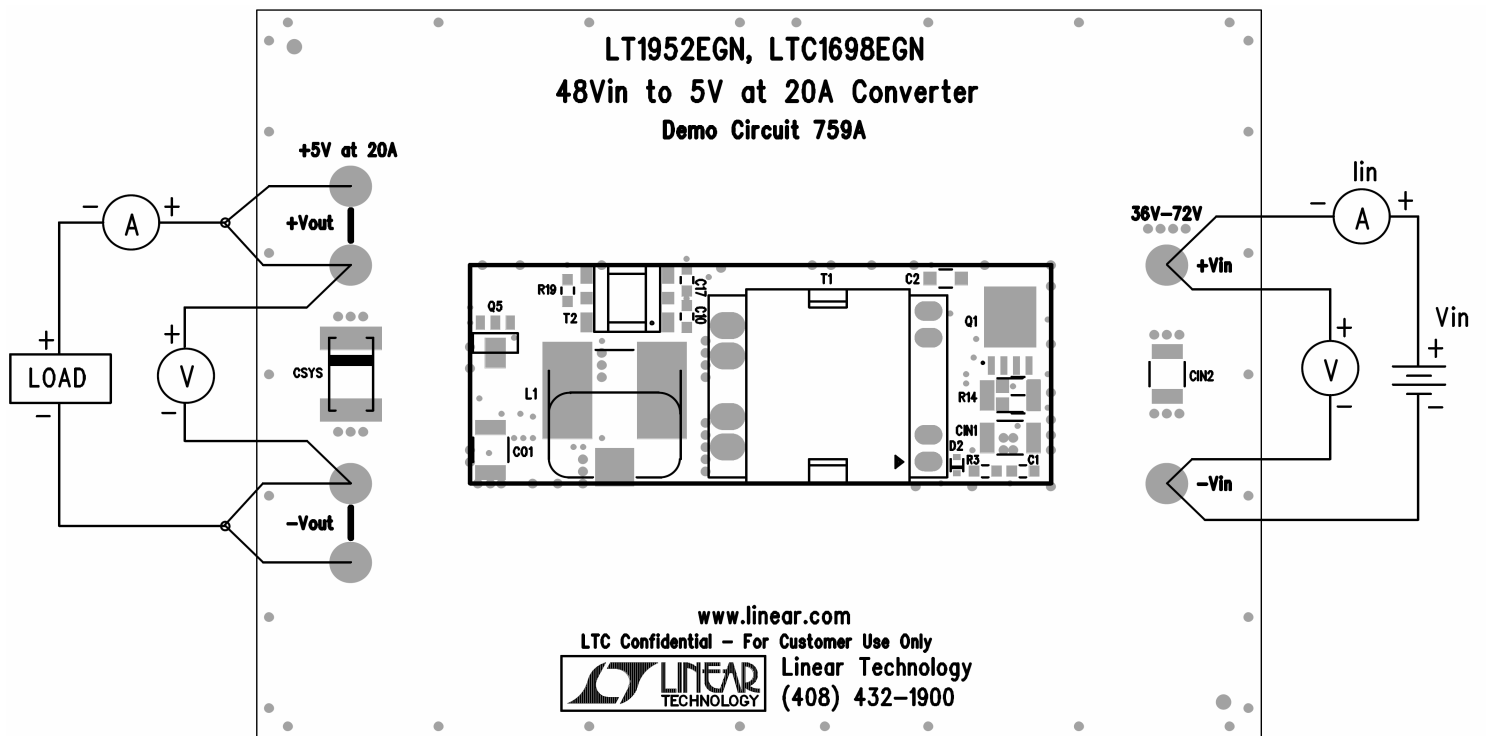 LT1952EGN, LTC1698EGN
48Vin to 5V at 20A Converter
Demo Circuit 759A
+5V at 20A
+Vout
-Vout
- A +
+ V -
+ LOAD -
CSYS
Q5
R19
T2
C17
C10
L1
CO1
T1
C2
Q1
R14
CIN1
D2
R3
C1
36V-72V
+Vin
-Vin
CIN2
Iin
- A +
+ V -
Vin
+
-
www.linear.com
LTC Confidential - For Customer Use Only
LT LINEAR TECHNOLOGY
Linear Technology
(408) 432-1900